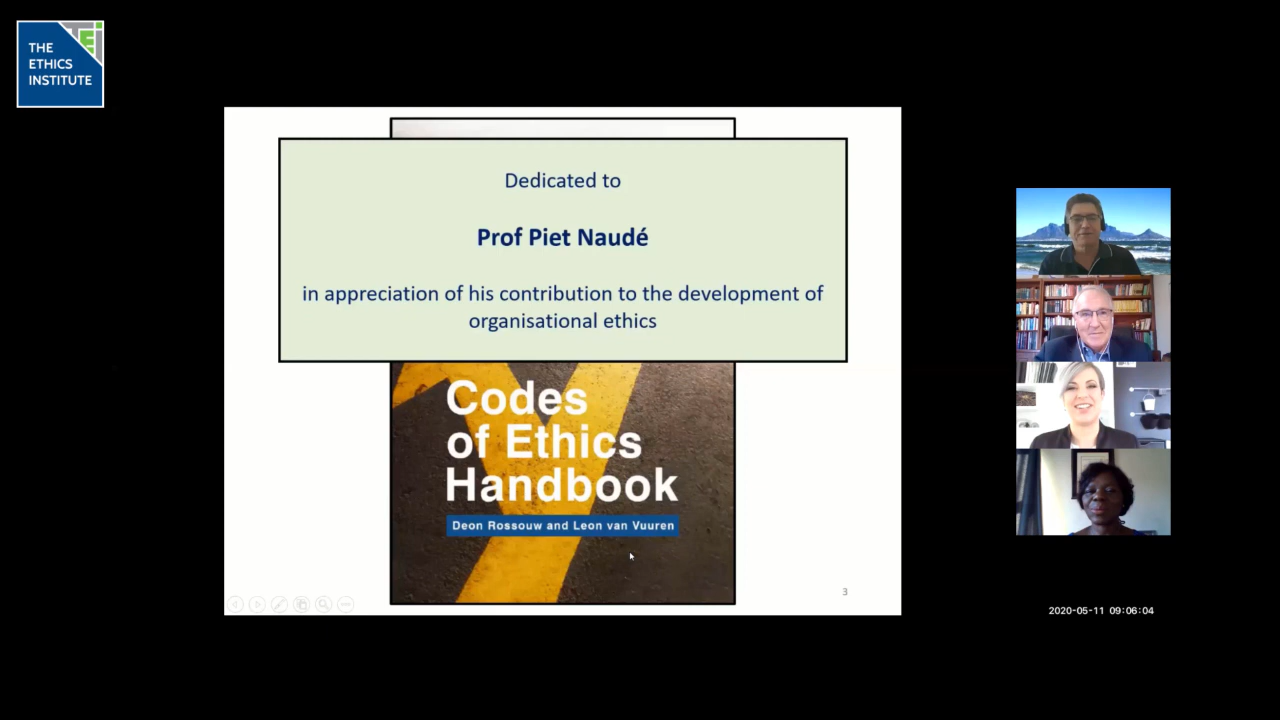 THE
ETHICS
INSTITUTE
Dedicated to
Prof Piet Naudé
in appreciation of his contribution to the development of
organisational ethics
Codes
of Ethics
Handbook
Deon Rossouw and Leon van Vuuren
3
2020-05-11 09:06:04